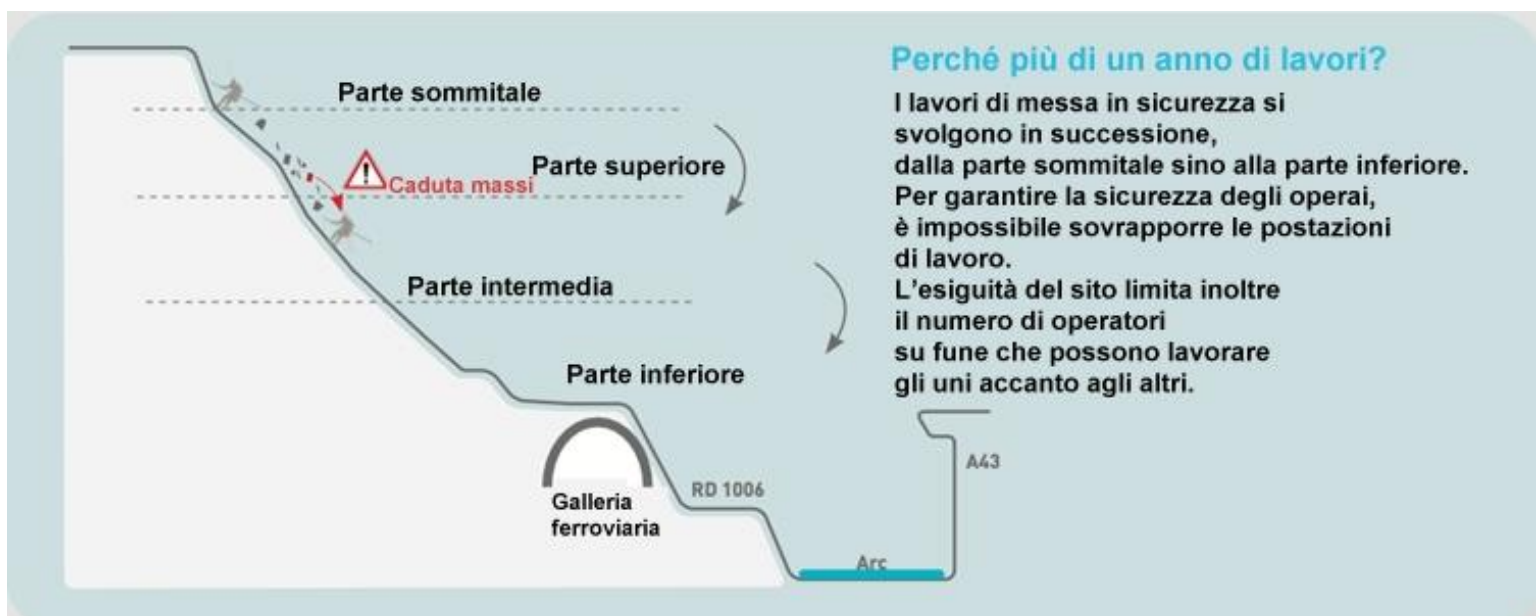 Perché più di un anno di lavori?
I lavori di messa in sicurezza si
svolgono in successione,
dalla parte sommitale sino alla parte inferiore.
Per garantire la sicurezza degli operai,
è impossibile sovrapporre le postazioni
di lavoro.
L'esiguità del sito limita inoltre
il numero di operatori
su fune che possono lavorare
gli uni accanto agli altri.
Parte sommitale
Parte superiore
Caduta massi
Parte intermedia
Parte inferiore
Galleria
ferroviaria
RD 1006
A43
Arc